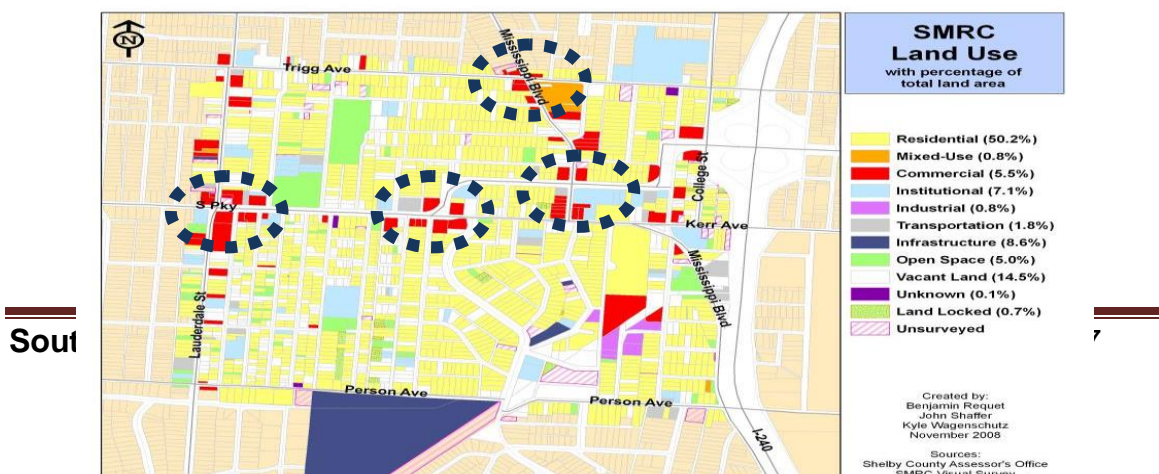 N
Mississippi Blvd
Trigg Ave
College St
S Pky
Kerr Ave
Mississippi Blvd
Lauderdale St
Person Ave
Person Ave
I-240
SMRC
Land Use
with percentage of
total land area
Residential (50.2%)
Mixed-Use (0.8%)
Commercial (5.5%)
Institutional (7.1%)
Industrial (0.8%)
Transportation (1.8%)
Infrastructure (8.6%)
Open Space (5.0%)
Vacant Land (14.5%)
Unknown (0.1%)
Land Locked (0.7%)
Unsurveyed
Sout
Created by:
Benjamin Requet
John Shaffer
Kyle Wagenschutz
November 2008
Sources:
Shelby County Assessor's Office
SMRC Visual Survey